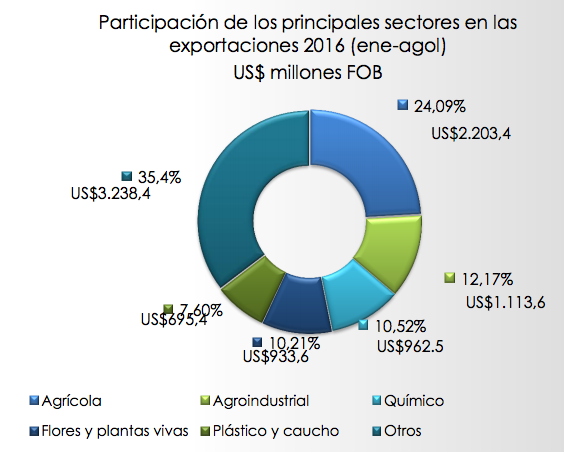 Participación de los principales sectores en las
exportaciones 2016 (ene-agol)
US$ millones FOB
24,09%
US$2.203,4
35,4%
US$3.238,4
12,17%
US$1.113,6
7,60%
US$695,4
10,52%
US$962.5
10,21%
US$933,6
Agrícola
Agroindustrial
Químico
Flores y plantas vivas
Plástico y caucho
Otros